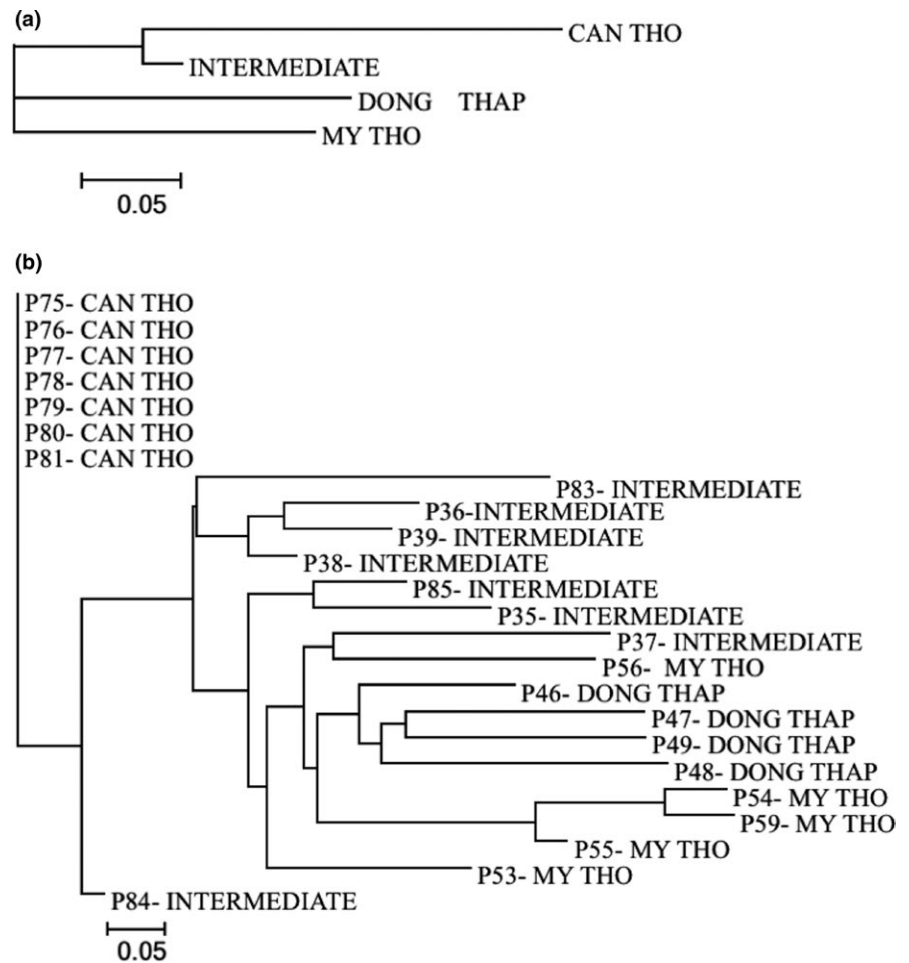 (a)
CAN THO
INTERMEDIATE
DONG THAP
MY THO
0.05
(b)
P75- CAN THO
P76- CAN THO
P77- CAN THO
P78- CAN THO
P79- CAN THO
P80- CAN THO
P81- CAN THO
P83- INTERMEDIATE
P36-INTERMEDIATE
P39- INTERMEDIATE
P38- INTERMEDIATE
P85- INTERMEDIATE
P35- INTERMEDIATE
P37- INTERMEDIATE
P56- MY THO
P46- DONG THAP
P47- DONG THAP
P49- DONG THAP
P48- DONG THAP
P54- MY THO
P59- MY THO
P55- MY THO
P53- MY THO
P84- INTERMEDIATE
0.05